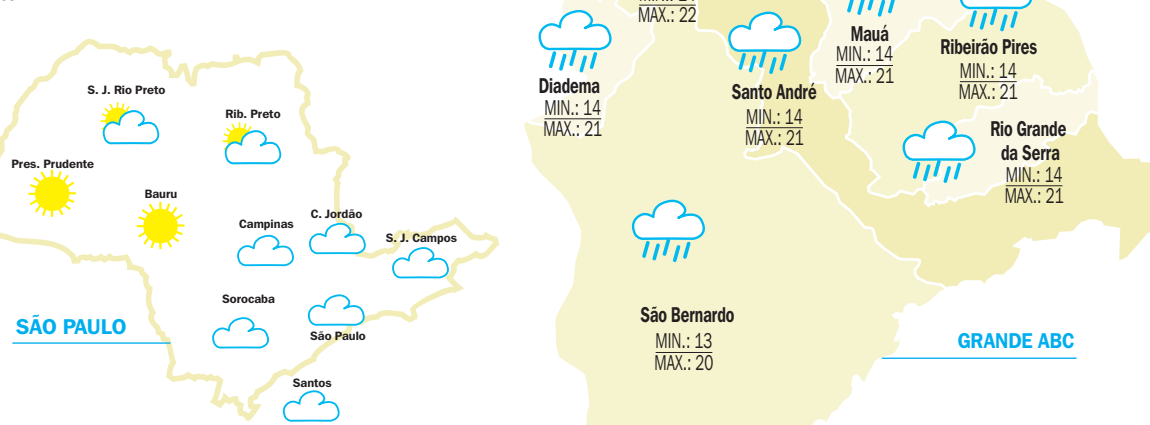 S. J. Rio Preto
Rib. Preto
Pres. Prudente
Bauru
Campinas
C. Jordão
S. J. Campos
Sorocaba
São Paulo
Santos
SÃO PAULO
MAX.: 22
Diadema
MIN.: 14
MAX.: 21
Santo André
MIN.: 14
MAX.: 21
Mauá
MIN.: 14
MAX.: 21
Ribeirão Pires
MIN.: 14
MAX.: 21
Rio Grande
da Serra
MIN.: 14
MAX.: 21
São Bernardo
MIN.: 13
MAX.: 20
GRANDE ABC